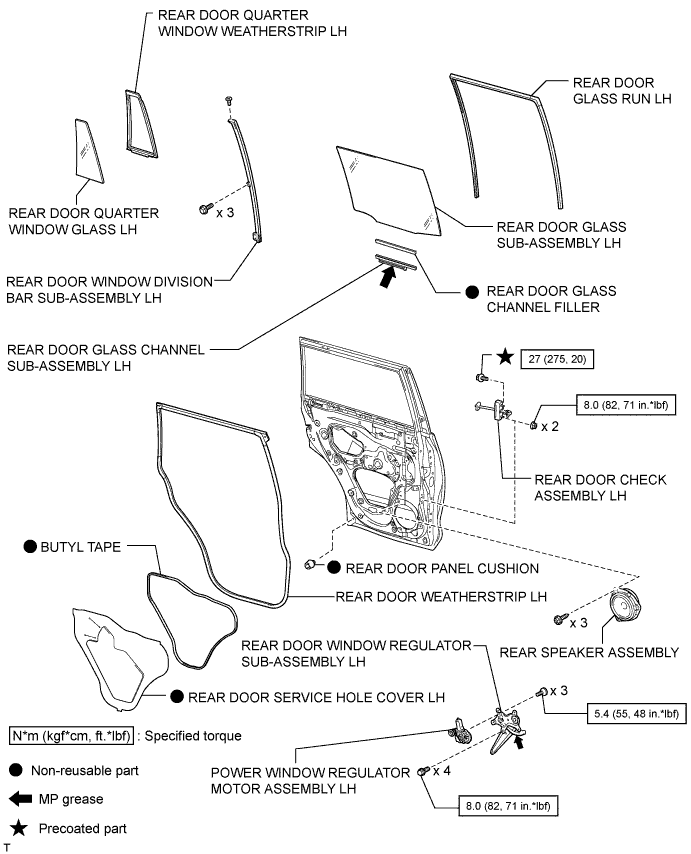 REAR DOOR QUARTER
WINDOW WEATHERSTRIP LH
REAR DOOR
GLASS RUN LH
x 3
REAR DOOR QUARTER
WINDOW GLASS LH
REAR DOOR GLASS
SUB-ASSEMBLY LH
REAR DOOR WINDOW DIVISION
BAR SUB-ASSEMBLY LH
REAR DOOR GLASS
CHANNEL FILLER
REAR DOOR GLASS CHANNEL
SUB-ASSEMBLY LH
27 (275, 20)
8.0 (82, 71 in.*lbf)
x 2
REAR DOOR CHECK
ASSEMBLY LH
BUTYL TAPE
REAR DOOR PANEL CUSHION
REAR DOOR WEATHERSTRIP LH
x 3
REAR SPEAKER ASSEMBLY
REAR DOOR WINDOW REGULATOR
SUB-ASSEMBLY LH
REAR DOOR SERVICE HOLE COVER LH
x 3
5.4 (55, 48 in.*lbf)
N*m (kgf*cm, ft.*lbf) : Specified torque
Non-reusable part
POWER WINDOW REGULATOR
MOTOR ASSEMBLY LH
x 4
MP grease
8.0 (82, 71 in.*lbf)
Precoated part
T